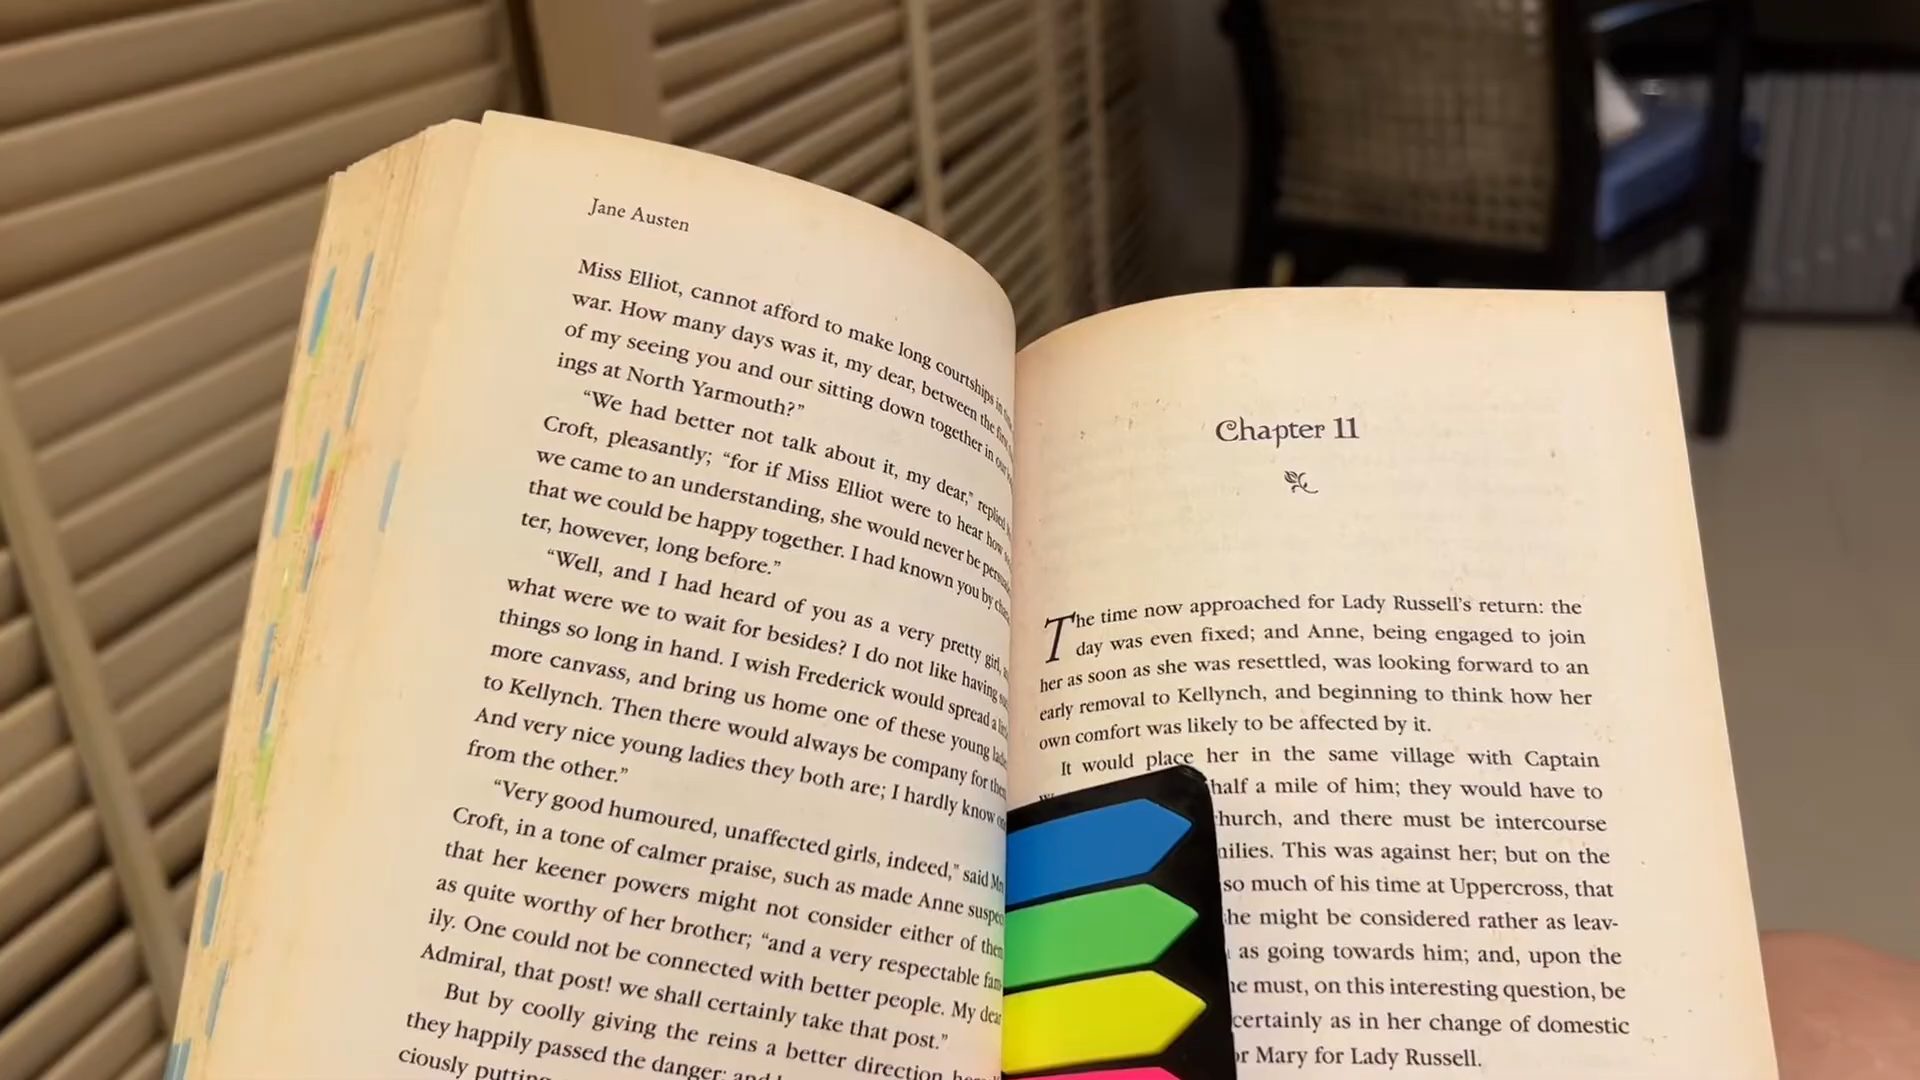 Jane Austen
Miss Elliot, cannot afford to make long courtships in
war. How many days was it, my dear, between the first
of my seeing you and our sitting down together in our
ings at North Yarmouth?”
“We had better not talk about it, my dear,” replied
Croft, pleasantly; “for if Miss Elliot were to hear how
we came to an understanding, she would never be
that we could be happy together. I had known you by
ter, however, long before.”
“Well, and I had heard of you as a very pretty girl,
what were we to wait for besides? I do not like having
things so long in hand. I wish Frederick would spread a
more canvass, and bring us home one of these young
to Kellynch. Then there would always be company for
And very nice young ladies they both are; I hardly know
from the other.”
“Very good humoured, unaffected girls, indeed,” said
Croft, in a tone of calmer praise, such as made Anne
that her keener powers might not consider either of them
as quite worthy of her brother; “and a very respectable fam-
ily. One could not be connected with better people. My dear
Admiral, that post! we shall certainly take that post.”
But by coolly giving the reins a better direction
they happily passed the danger; and
ciously
Chapter 11
The time now approached for Lady Russell’s return: the
day was even fixed; and Anne, being engaged to join
her as soon as she was resettled, was looking forward to an
early removal to Kellynch, and beginning to think how her
own comfort was likely to be affected by it.
It would place her in the same village with Captain
half a mile of him; they would have to
and there must be intercourse
This was against her; but on the
so much of his time at Uppercross, that
he might be considered rather as leav-
as going towards him; and, upon the
must, on this interesting question, be
certainly as in her change of domestic
Mary for Lady Russell.